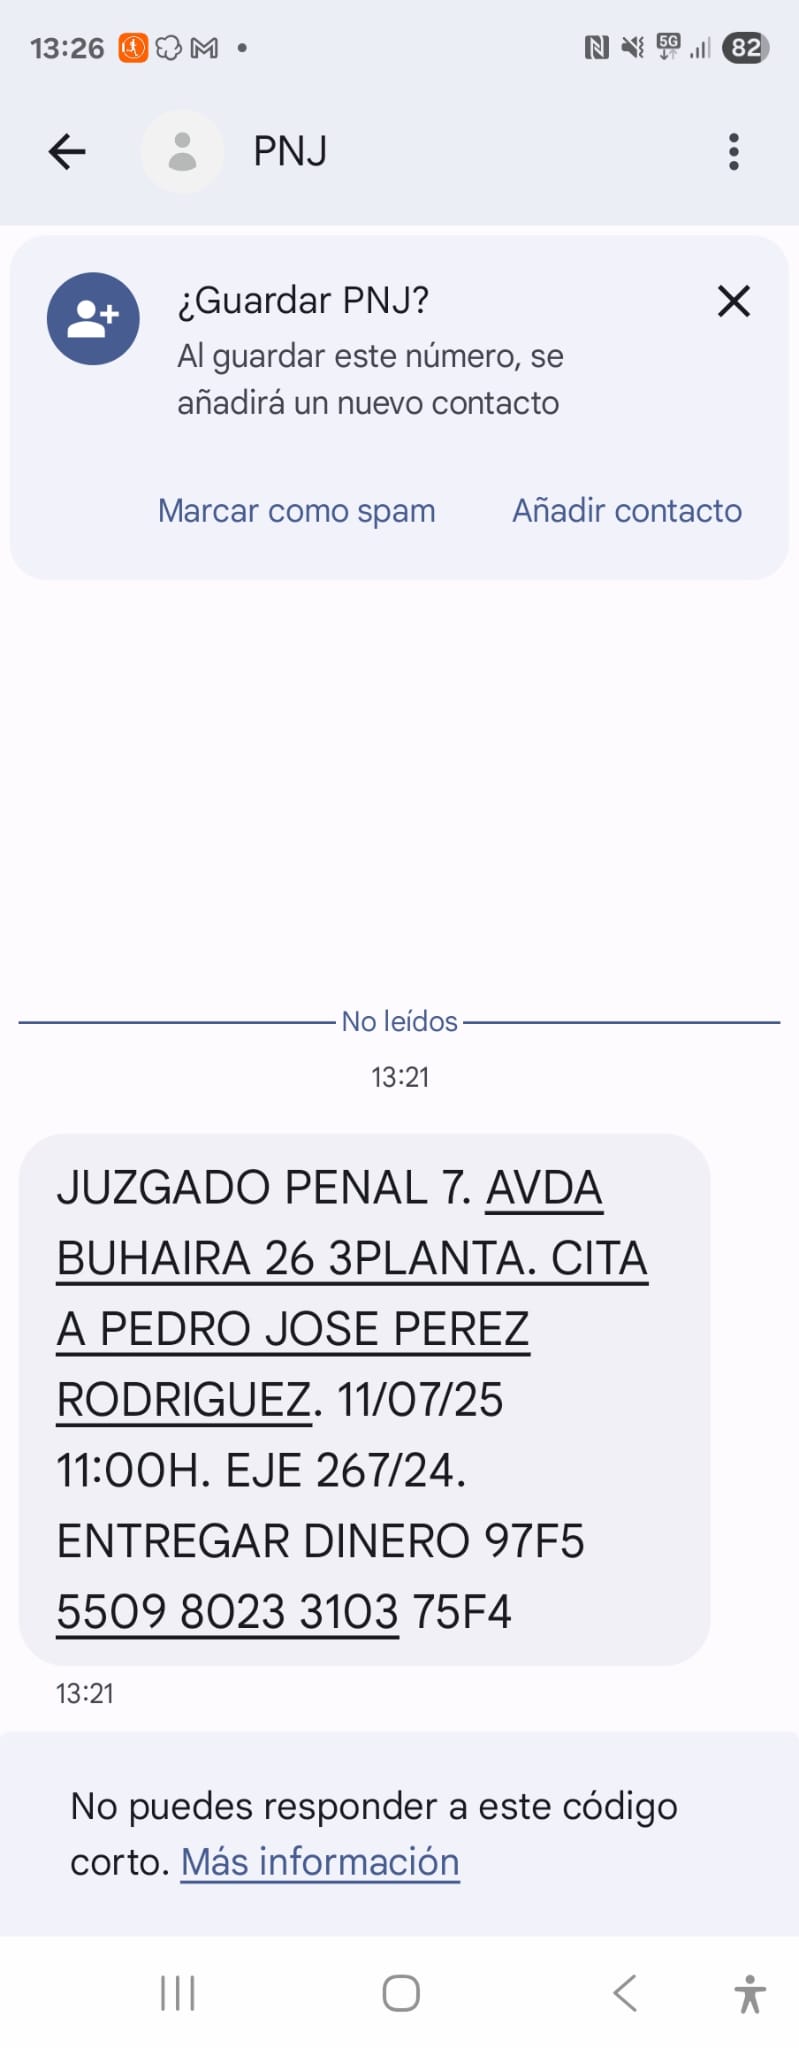 13:26
5G
82
PNJ
¿Guardar PNJ?
Al guardar este número, se
añadirá un nuevo contacto
Marcar como spam
Añadir contacto
No leídos
13:21
JUZGADO PENAL 7. AVDA
BUHAIRA 26 3PLANTA. CITA
A PEDRO JOSE PEREZ
RODRIGUEZ. 11/07/25
11:00H. EJE 267/24.
ENTREGAR DINERO 97F5
5509 8023 3103 75F4
13:21
No puedes responder a este código
corto. Más información